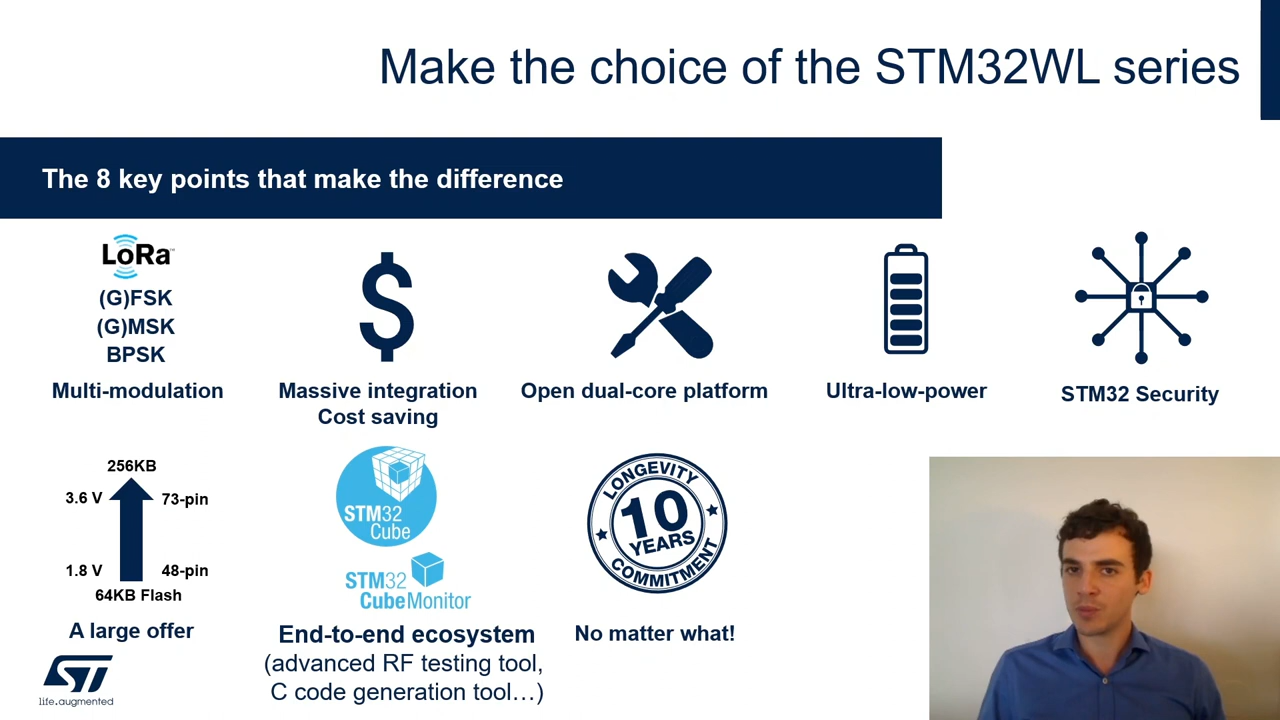 Make the choice of the STM32WL series
The 8 key points that make the difference
LoRa™
(G)FSK
(G)MSK
BPSK
Multi-modulation
Massive integration
Cost saving
Open dual-core platform
Ultra-low-power
STM32 Security
256KB
3.6 V
73-pin
1.8 V
48-pin
64KB Flash
A large offer
STM32
Cube
STM32
CubeMonitor
End-to-end ecosystem
(advanced RF testing tool,
C code generation tool…)
LONGEVITY
10
YEARS
COMMITMENT
No matter what!
ST
life.augmented